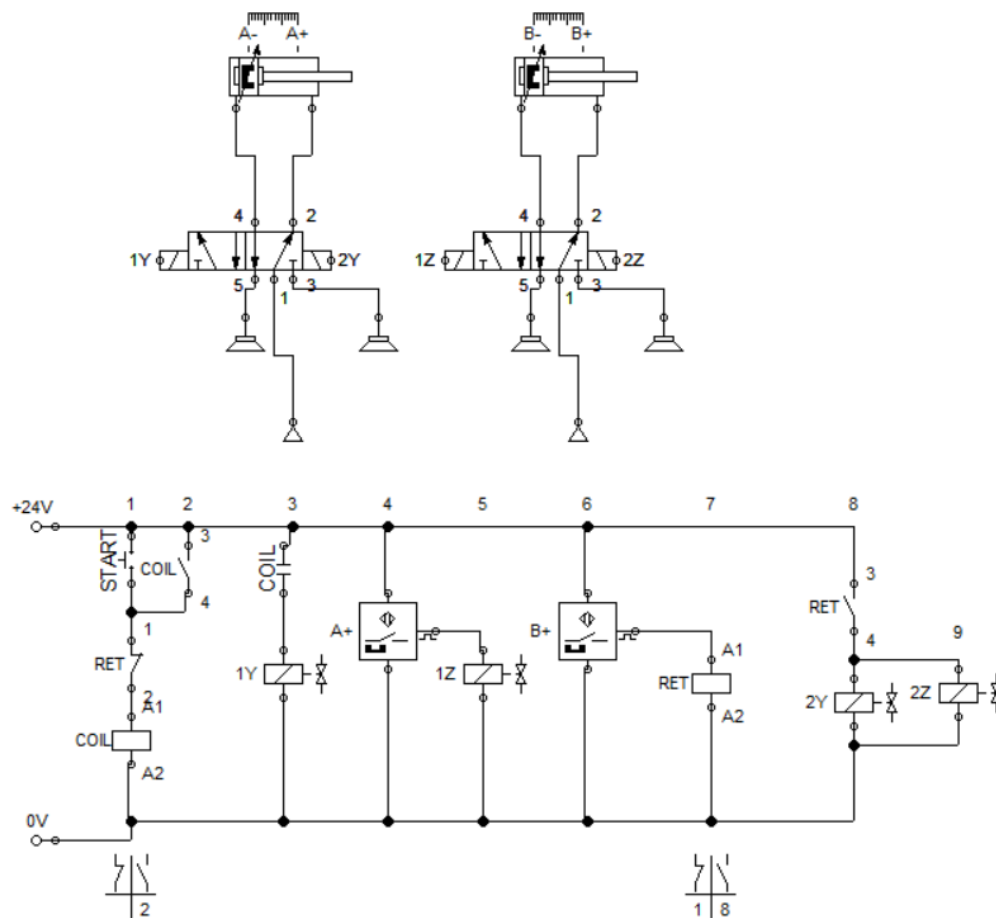 A- A+ B- B+
4 2 4 2
1Y 2Y 1Z 2Z
5 1 3 5 1 3
1 2 3 4 5 6 7 8
+24V
START
COIL
3
4
COIL
3
RET
4
9
1
RET
2
A+
B+
A1
RET
A2
1Y
1Z
2Y
2Z
A1
COIL
A2
0V
2 1 8